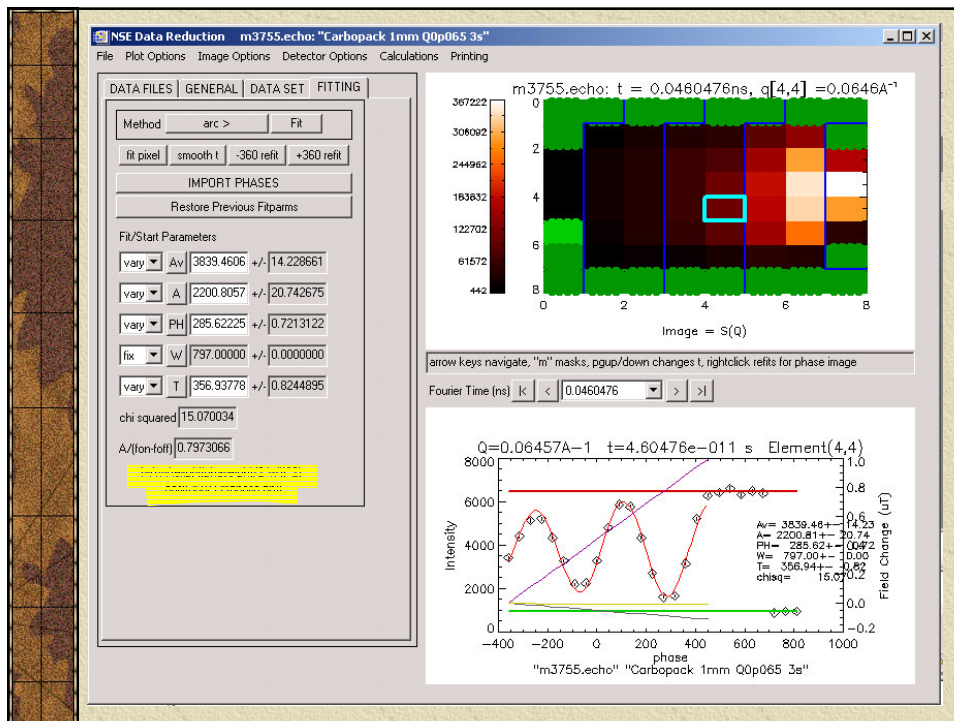 NSE Data Reduction m3755.echo: "Carbopack 1mm Q0p065 3s"
File Plot Options Image Options Detector Options Calculations Printing
DATA FILES GENERAL DATA SET FITTING
Method arc > Fit
fit pixel smooth t -360 refit +360 refit
IMPORT PHASES
Restore Previous Fitparms
Fit/Start Parameters
vary Av 3839.4606 +/- 14.228661
vary A 2200.8057 +/- 20.742675
vary PH 285.62225 +/- 0.7213122
fix W 797.00000 +/- 0.0000000
vary T 356.93778 +/- 0.8244895
chi squared 15.070034
A/(fon-foff) 0.7973066
m3755.echo: t = 0.0460476ns, q[4,4] =0.0646A⁻¹
367222
306092
244962
183832
122702
61572
442
0
2
4
6
8
0 2 4 6 8
Image = S(Q)
arrow keys navigate, "m" masks, pgup/down changes t, rightclick refits for phase image
Fourier Time (ns) |< < 0.0460476 > >|
Q=0.06457A-1 t=4.60476e-011 s Element(4,4)
8000
6000
4000
2000
0
Intensity
1.0
0.8
0.6
0.2
0.0
-0.2
Field Change (uT)
Av= 3839.46+- 14.23
A= 2200.81+- 20.74
PH= 285.62+-
W= 797.00+- 0.00
T= 356.94+- 0.82
chisq= 15.07
-400 -200 0 200 400 600 800 1000
phase
"m3755.echo" "Carbopack 1mm Q0p065 3s"